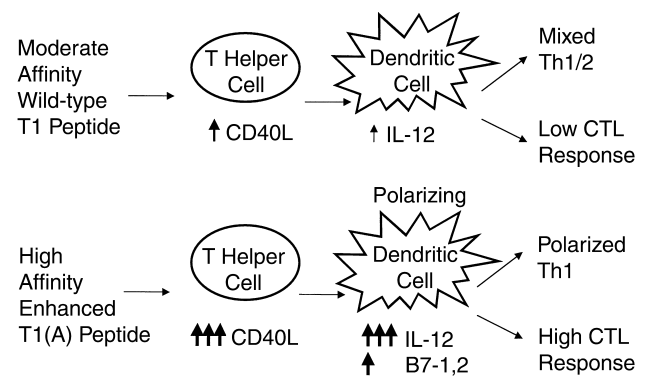 Moderate
Affinity
Wild-type
T1 Peptide
T Helper
Cell
CD40L
Dendritic
Cell
IL-12
Mixed
Th1/2
Low CTL
Response
High
Affinity
Enhanced
T1(A) Peptide
T Helper
Cell
CD40L
Polarizing
Dendritic
Cell
IL-12
B7-1,2
Polarized
Th1
High CTL
Response